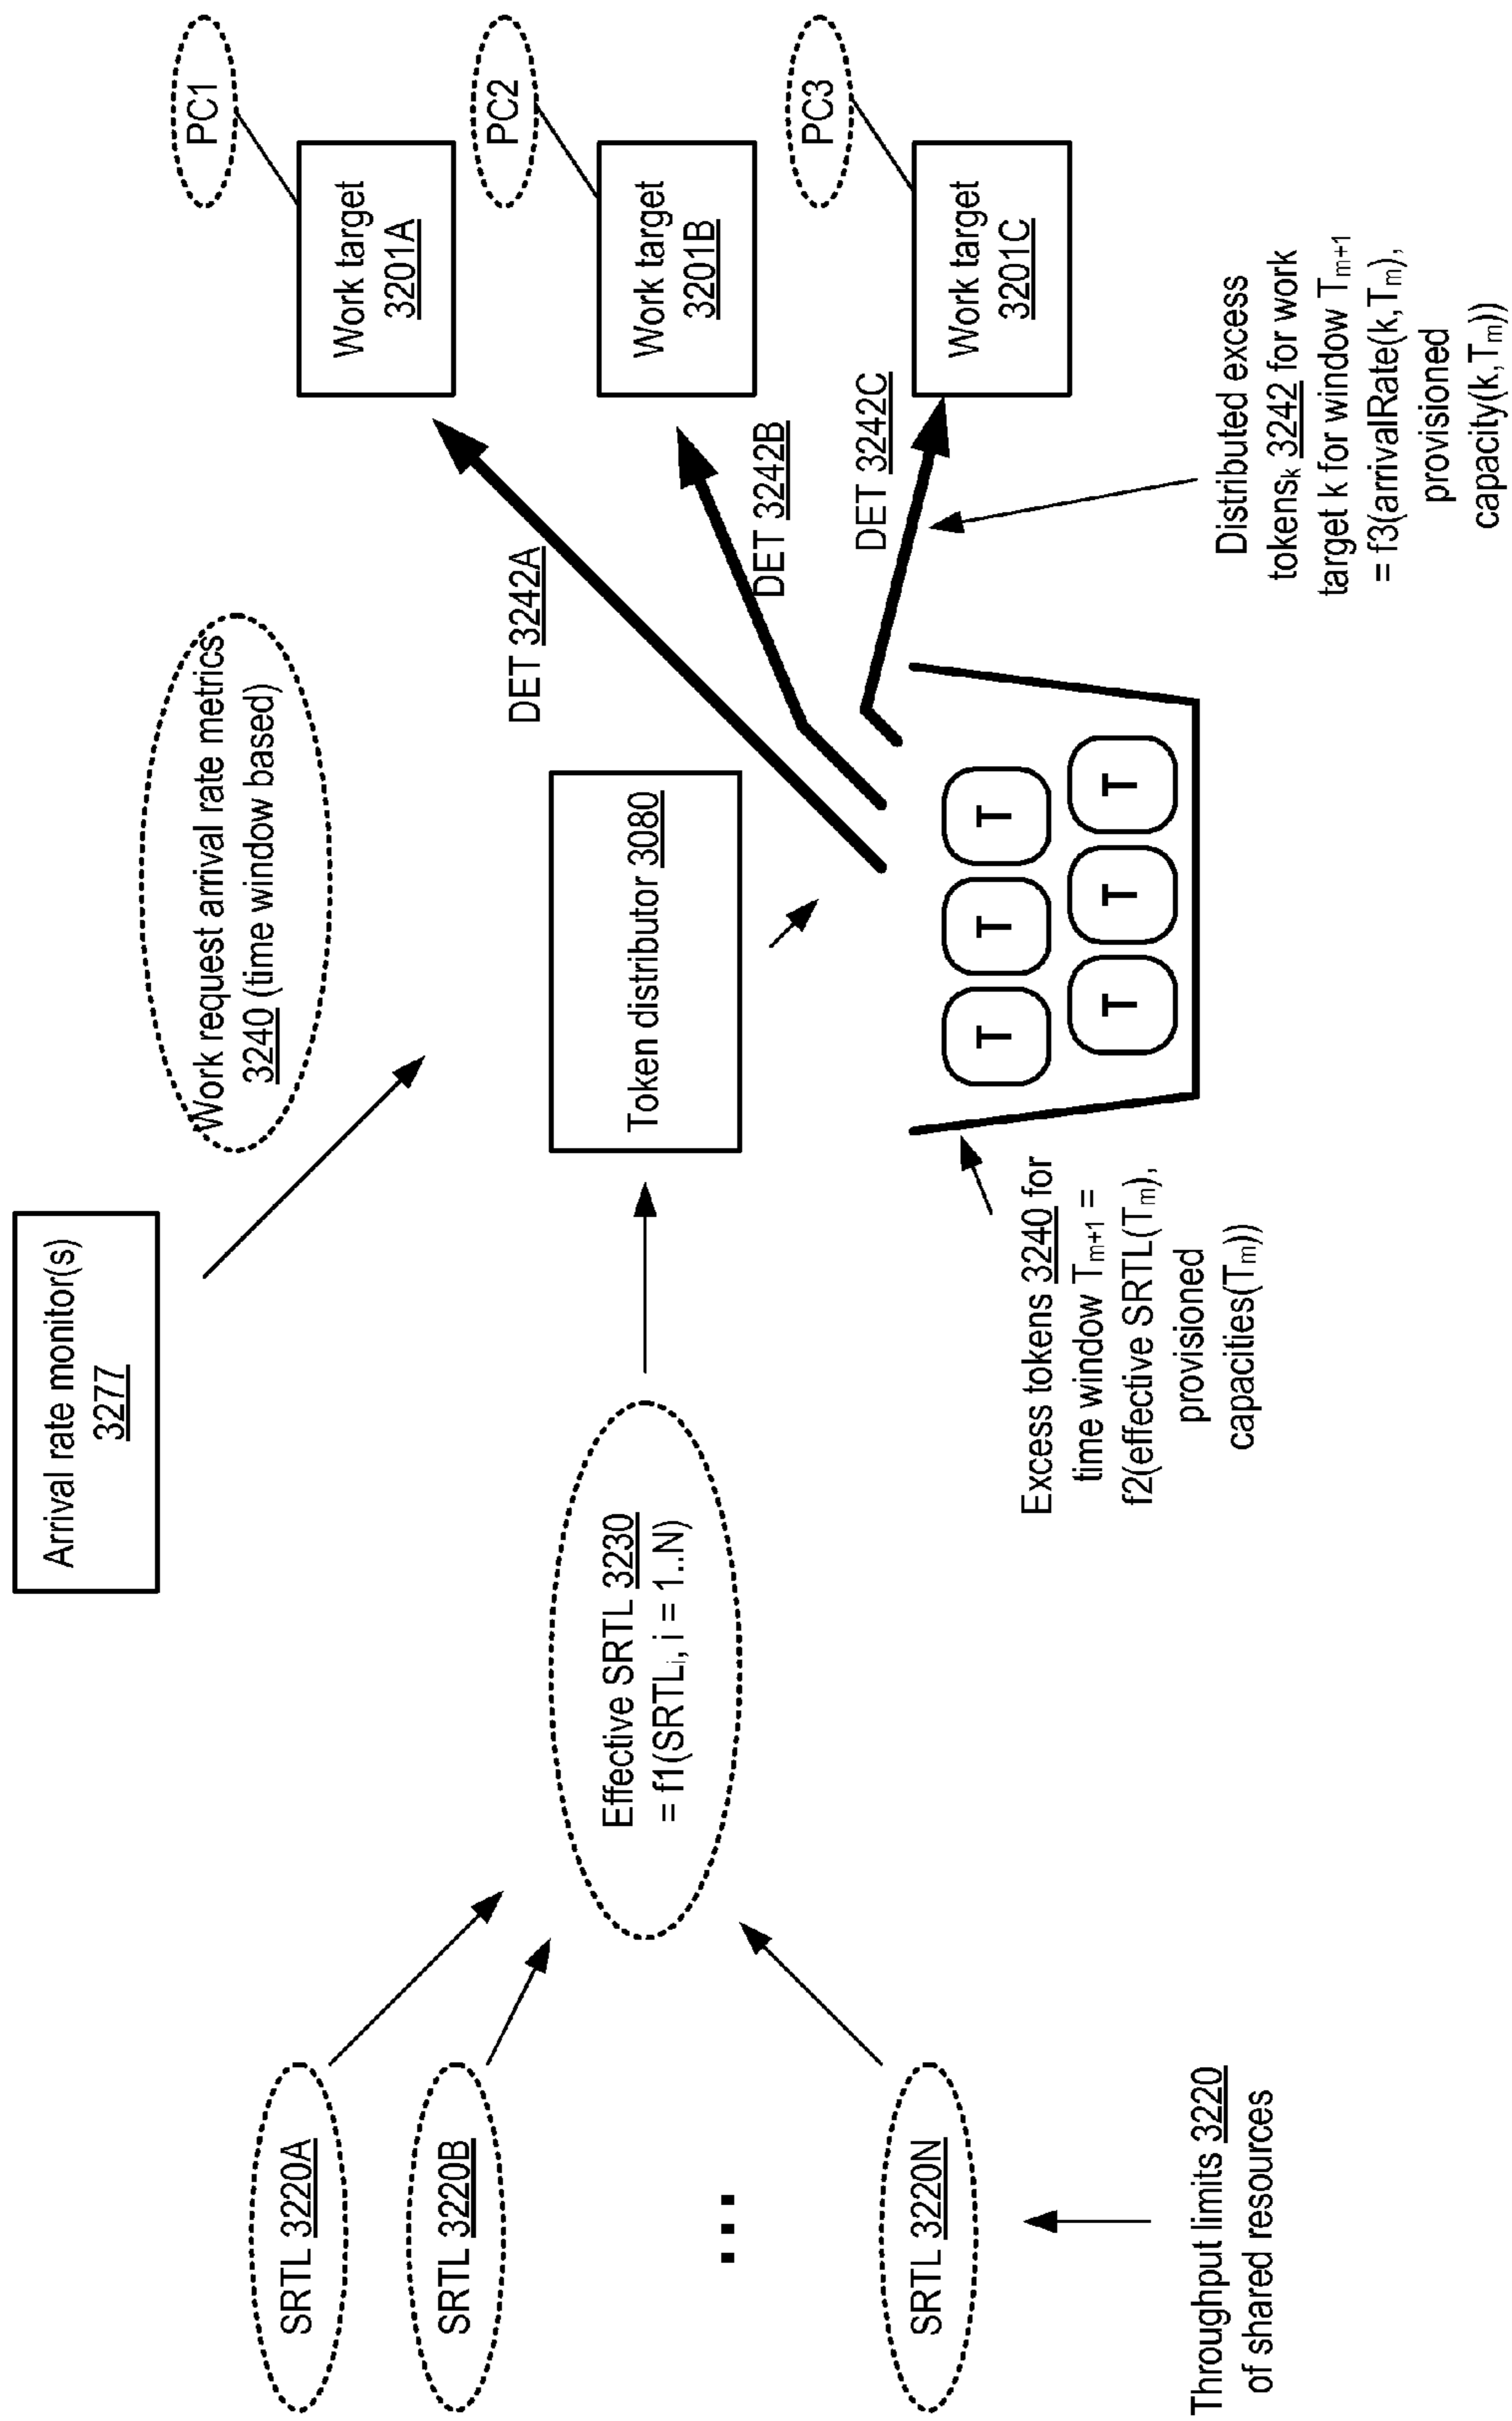 Arrival rate monitor(s)
3277
Work request arrival rate metrics
3240 (time window based)
SRTL 3220A
SRTL 3220B
...
SRTL 3220N
Throughput limits 3220
of shared resources
Effective SRTL 3230
= f1(SRTLi, i = 1..N)
Token distributor 3080
DET 3242A
DET 3242B
DET 3242C
PC1
Work target
3201A
PC2
Work target
3201B
PC3
Work target
3201C
T
T
T
T
T
T
Excess tokens 3240 for
time window Tm+1 =
f2(effective SRTL(Tm),
provisioned
capacities(Tm))
Distributed excess
tokensk 3242 for work
target k for window Tm+1
= f3(arrivalRate(k,Tm),
provisioned
capacity(k,Tm))